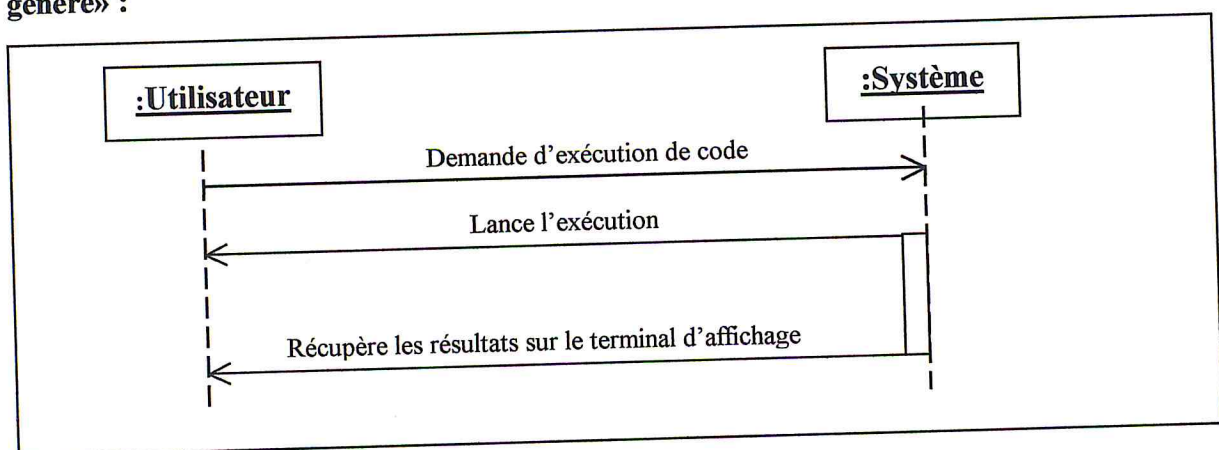 généré» :
:Utilisateur
:Système
Demande d'exécution de code
Lance l'exécution
Récupère les résultats sur le terminal d'affichage